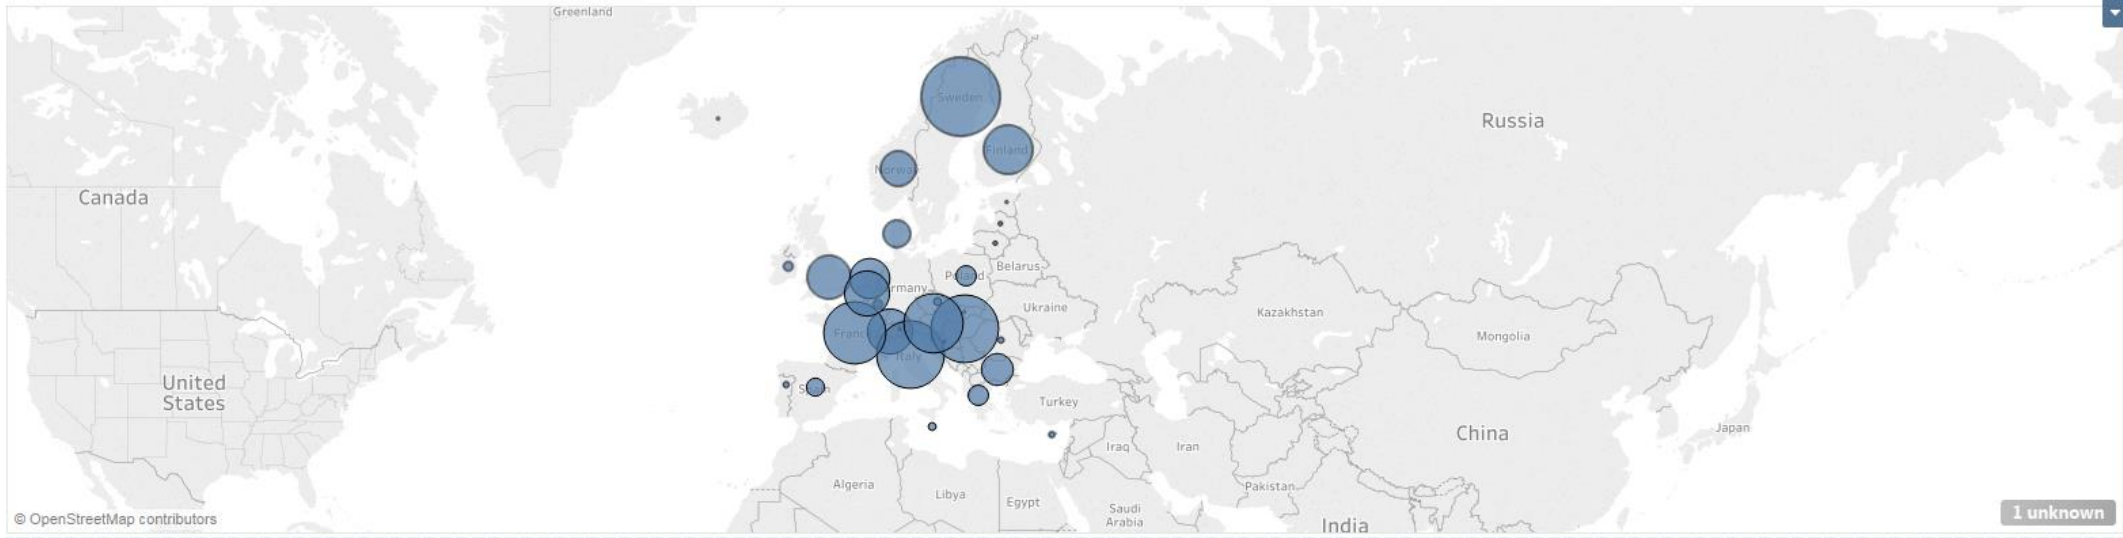 Greenland
Sweden
Russia
Finland
Norway
Canada
Poland
Belarus
rmany
Ukraine
Kazakhstan
Mongolia
France
Italy
United
States
Spain
Turkey
Japan
China
Iraq
Iran
Algeria
Pakistan
Libya
Egypt
Saudi
Arabia
India
© OpenStreetMap contributors
1 unknown